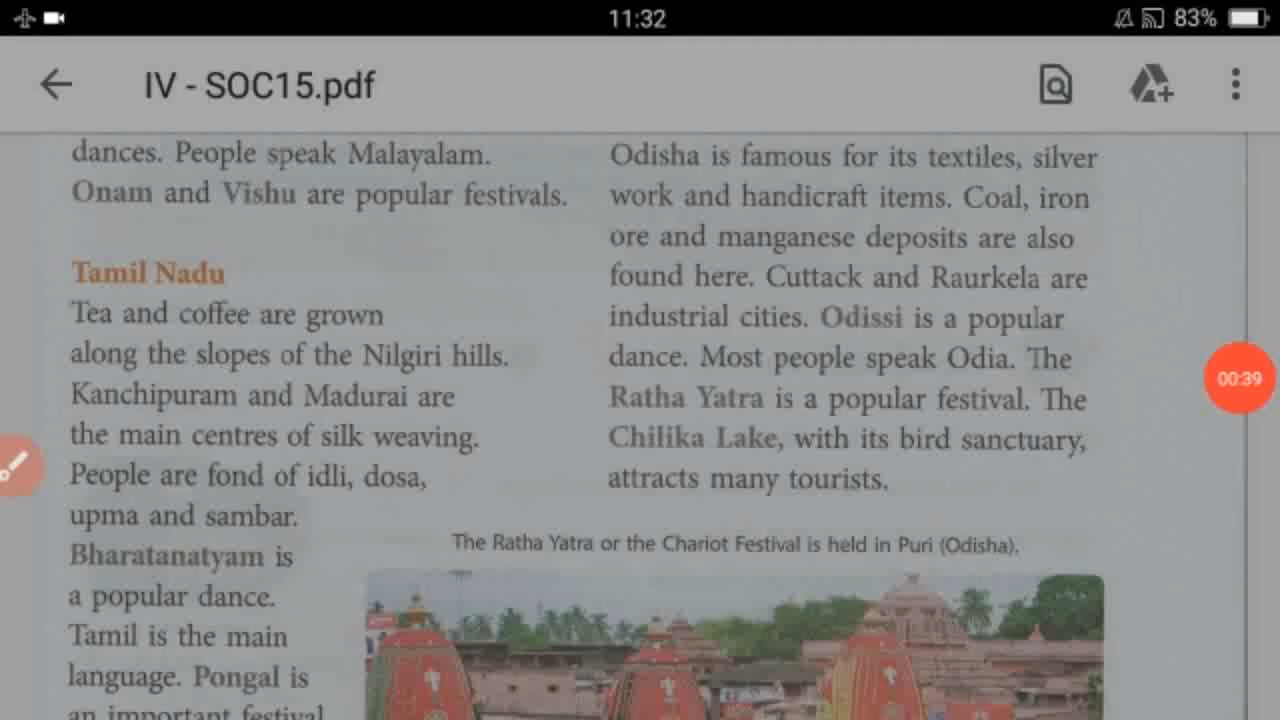 11:32
83%
IV - SOC15.pdf
dances. People speak Malayalam.
Onam and Vishu are popular festivals.
Tamil Nadu
Tea and coffee are grown
along the slopes of the Nilgiri hills.
Kanchipuram and Madurai are
the main centres of silk weaving.
People are fond of idli, dosa,
upma and sambar.
Bharatanatyam is
a popular dance.
Tamil is the main
language. Pongal is
an important festival
Odisha is famous for its textiles, silver
work and handicraft items. Coal, iron
ore and manganese deposits are also
found here. Cuttack and Raurkela are
industrial cities. Odissi is a popular
dance. Most people speak Odia. The
Ratha Yatra is a popular festival. The
Chilika Lake, with its bird sanctuary,
attracts many tourists.
The Ratha Yatra or the Chariot Festival is held in Puri (Odisha).
00:39